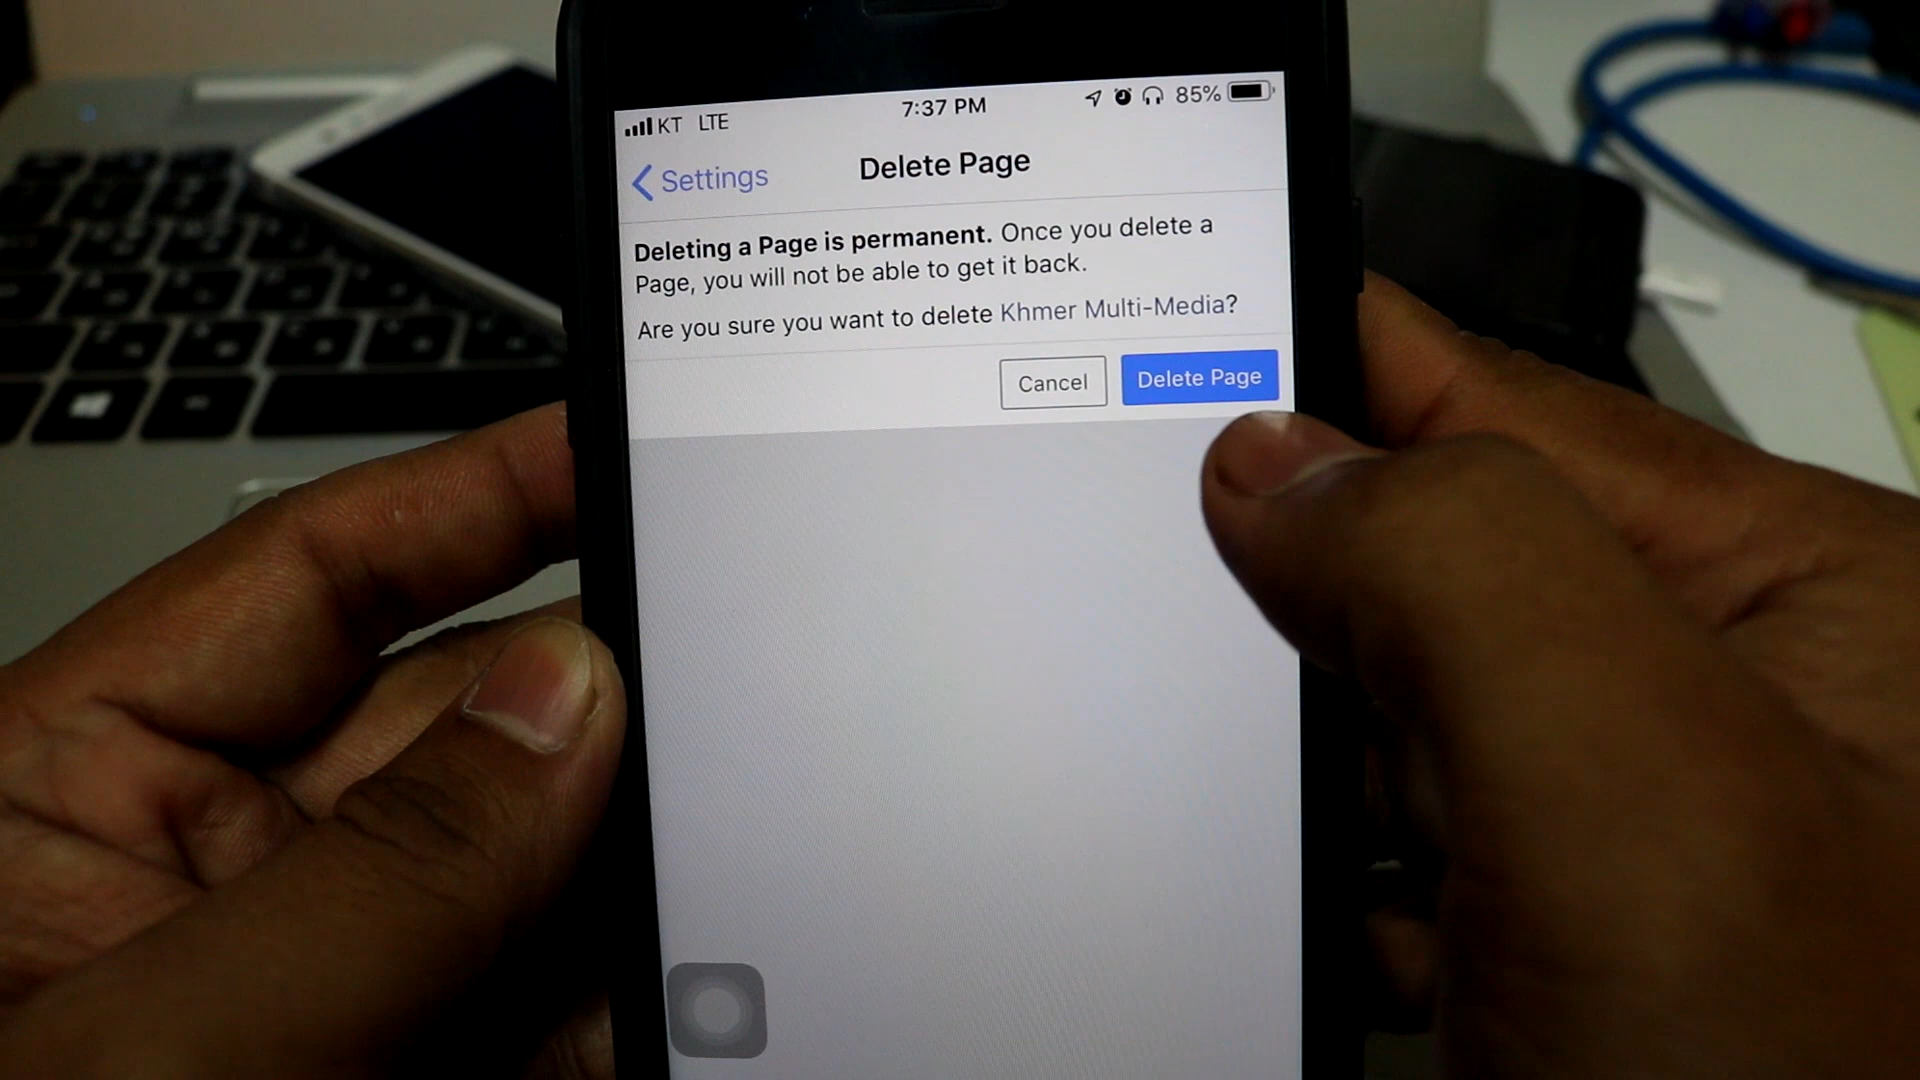 KT LTE 7:37 PM 85%
Settings Delete Page
Deleting a Page is permanent. Once you delete a
Page, you will not be able to get it back.
Are you sure you want to delete Khmer Multi-Media?
Cancel Delete Page